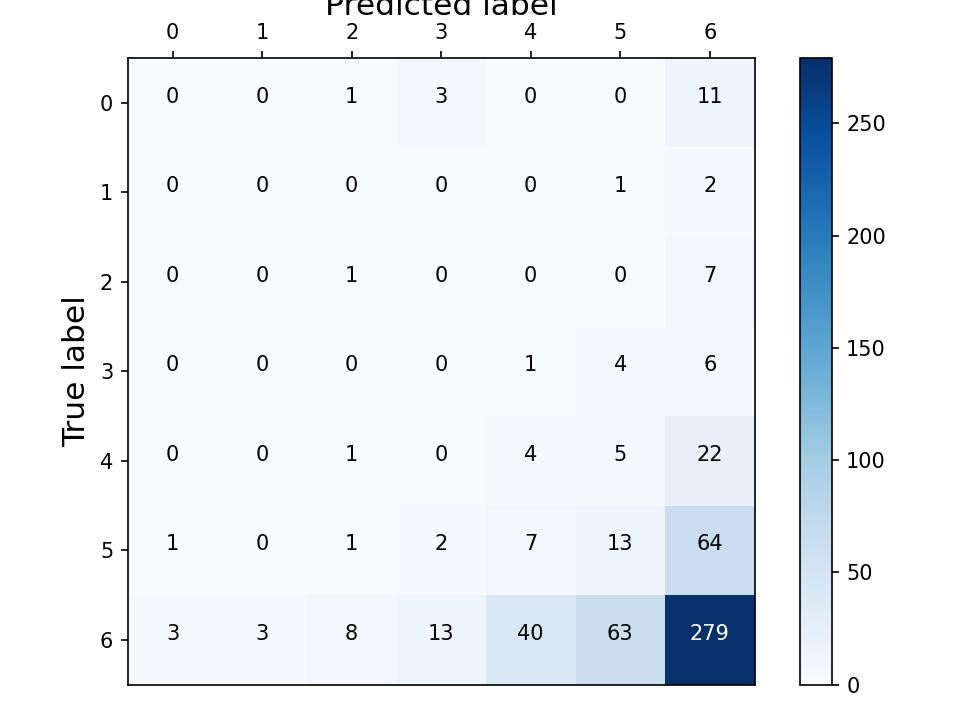 Predicted label
0 1 2 3 4 5 6
0 0 0 1 3 0 0 11
1 0 0 0 0 0 1 2
2 0 0 1 0 0 0 7
3 0 0 0 0 1 4 6
4 0 0 1 0 4 5 22
5 1 0 1 2 7 13 64
6 3 3 8 13 40 63 279
True label
250
200
150
100
50
0